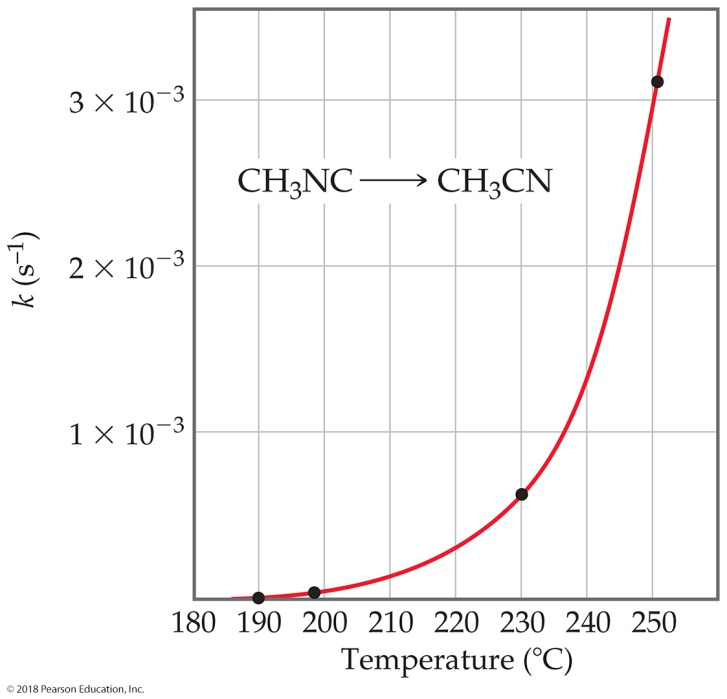 3 × 10⁻³
CH₃NC ⟶ CH₃CN
2 × 10⁻³
k (s⁻¹)
1 × 10⁻³
180 190 200 210 220 230 240 250
Temperature (°C)
© 2018 Pearson Education, Inc.